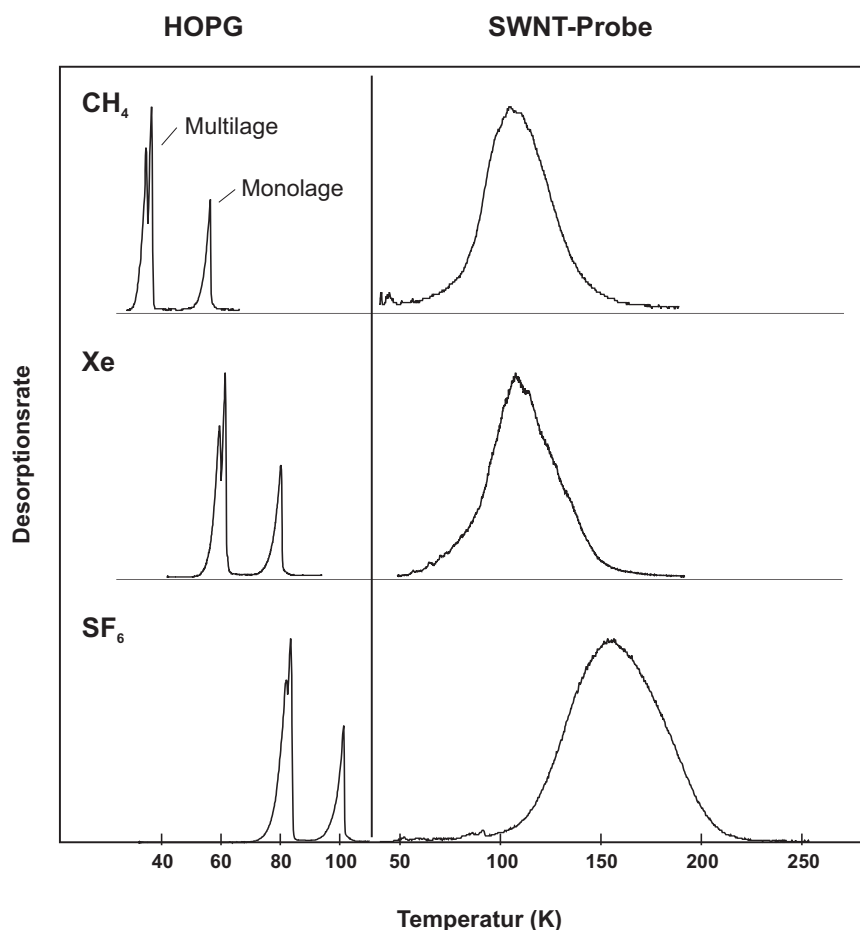 HOPG
SWNT-Probe
CH₄
Multilage
Monolage
Xe
SF₆
Desorptionsrate
40 60 80 100 50 100 150 200 250
Temperatur (K)